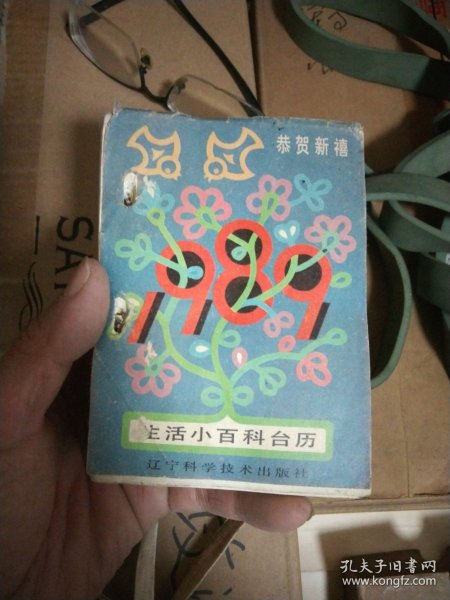 恭贺新禧
1989
生活小百科台历
辽宁科学技术出版社
SA
孔夫子旧书网
www.kongfz.com